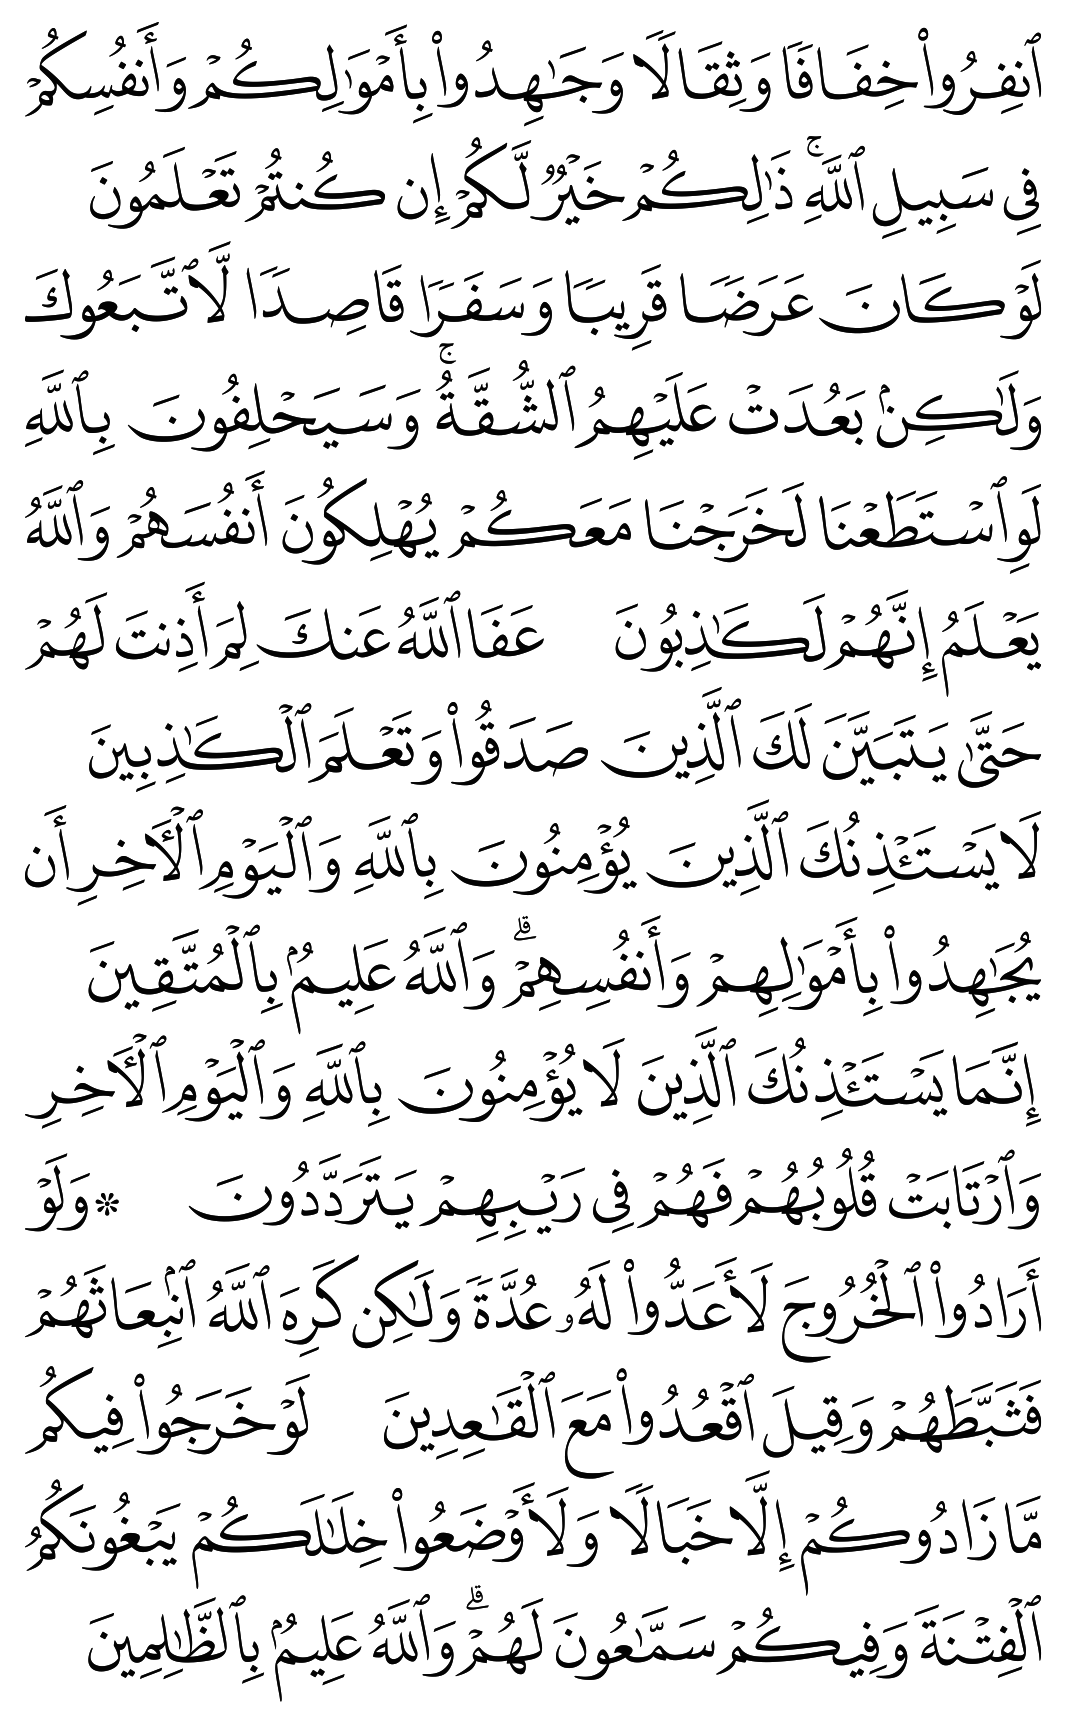 ٱنفِرُوا۟ خِفَافًا وَثِقَالًا وَجَٰهِدُوا۟ بِأَمْوَٰلِكُمْ وَأَنفُسِكُمْ
فِى سَبِيلِ ٱللَّهِ ۚ ذَٰلِكُمْ خَيْرٌ لَّكُمْ إِن كُنتُمْ تَعْلَمُونَ
لَوْ كَانَ عَرَضًا قَرِيبًا وَسَفَرًا قَاصِدًا لَّٱتَّبَعُوكَ
وَلَٰكِنۢ بَعُدَتْ عَلَيْهِمُ ٱلشُّقَّةُ ۚ وَسَيَحْلِفُونَ بِٱللَّهِ
لَوِ ٱسْتَطَعْنَا لَخَرَجْنَا مَعَكُمْ يُهْلِكُونَ أَنفُسَهُمْ وَٱللَّهُ
يَعْلَمُ إِنَّهُمْ لَكَٰذِبُونَ عَفَا ٱللَّهُ عَنكَ لِمَ أَذِنتَ لَهُمْ
حَتَّىٰ يَتَبَيَّنَ لَكَ ٱلَّذِينَ صَدَقُوا۟ وَتَعْلَمَ ٱلْكَٰذِبِينَ
لَا يَسْتَـْٔذِنُكَ ٱلَّذِينَ يُؤْمِنُونَ بِٱللَّهِ وَٱلْيَوْمِ ٱلْـَٔاخِرِ أَن
يُجَٰهِدُوا۟ بِأَمْوَٰلِهِمْ وَأَنفُسِهِمْ ۗ وَٱللَّهُ عَلِيمٌۢ بِٱلْمُتَّقِينَ
إِنَّمَا يَسْتَـْٔذِنُكَ ٱلَّذِينَ لَا يُؤْمِنُونَ بِٱللَّهِ وَٱلْيَوْمِ ٱلْـَٔاخِرِ
وَٱرْتَابَتْ قُلُوبُهُمْ فَهُمْ فِى رَيْبِهِمْ يَتَرَدَّدُونَ * وَلَوْ
أَرَادُوا۟ ٱلْخُرُوجَ لَأَعَدُّوا۟ لَهُۥ عُدَّةً وَلَٰكِن كَرِهَ ٱللَّهُ ٱنۢبِعَاثَهُمْ
فَثَبَّطَهُمْ وَقِيلَ ٱقْعُدُوا۟ مَعَ ٱلْقَٰعِدِينَ لَوْ خَرَجُوا۟ فِيكُم
مَّا زَادُوكُمْ إِلَّا خَبَالًا وَلَأَوْضَعُوا۟ خِلَٰلَكُمْ يَبْغُونَكُمُ
ٱلْفِتْنَةَ وَفِيكُمْ سَمَّٰعُونَ لَهُمْ ۗ وَٱللَّهُ عَلِيمٌۢ بِٱلظَّٰلِمِينَ